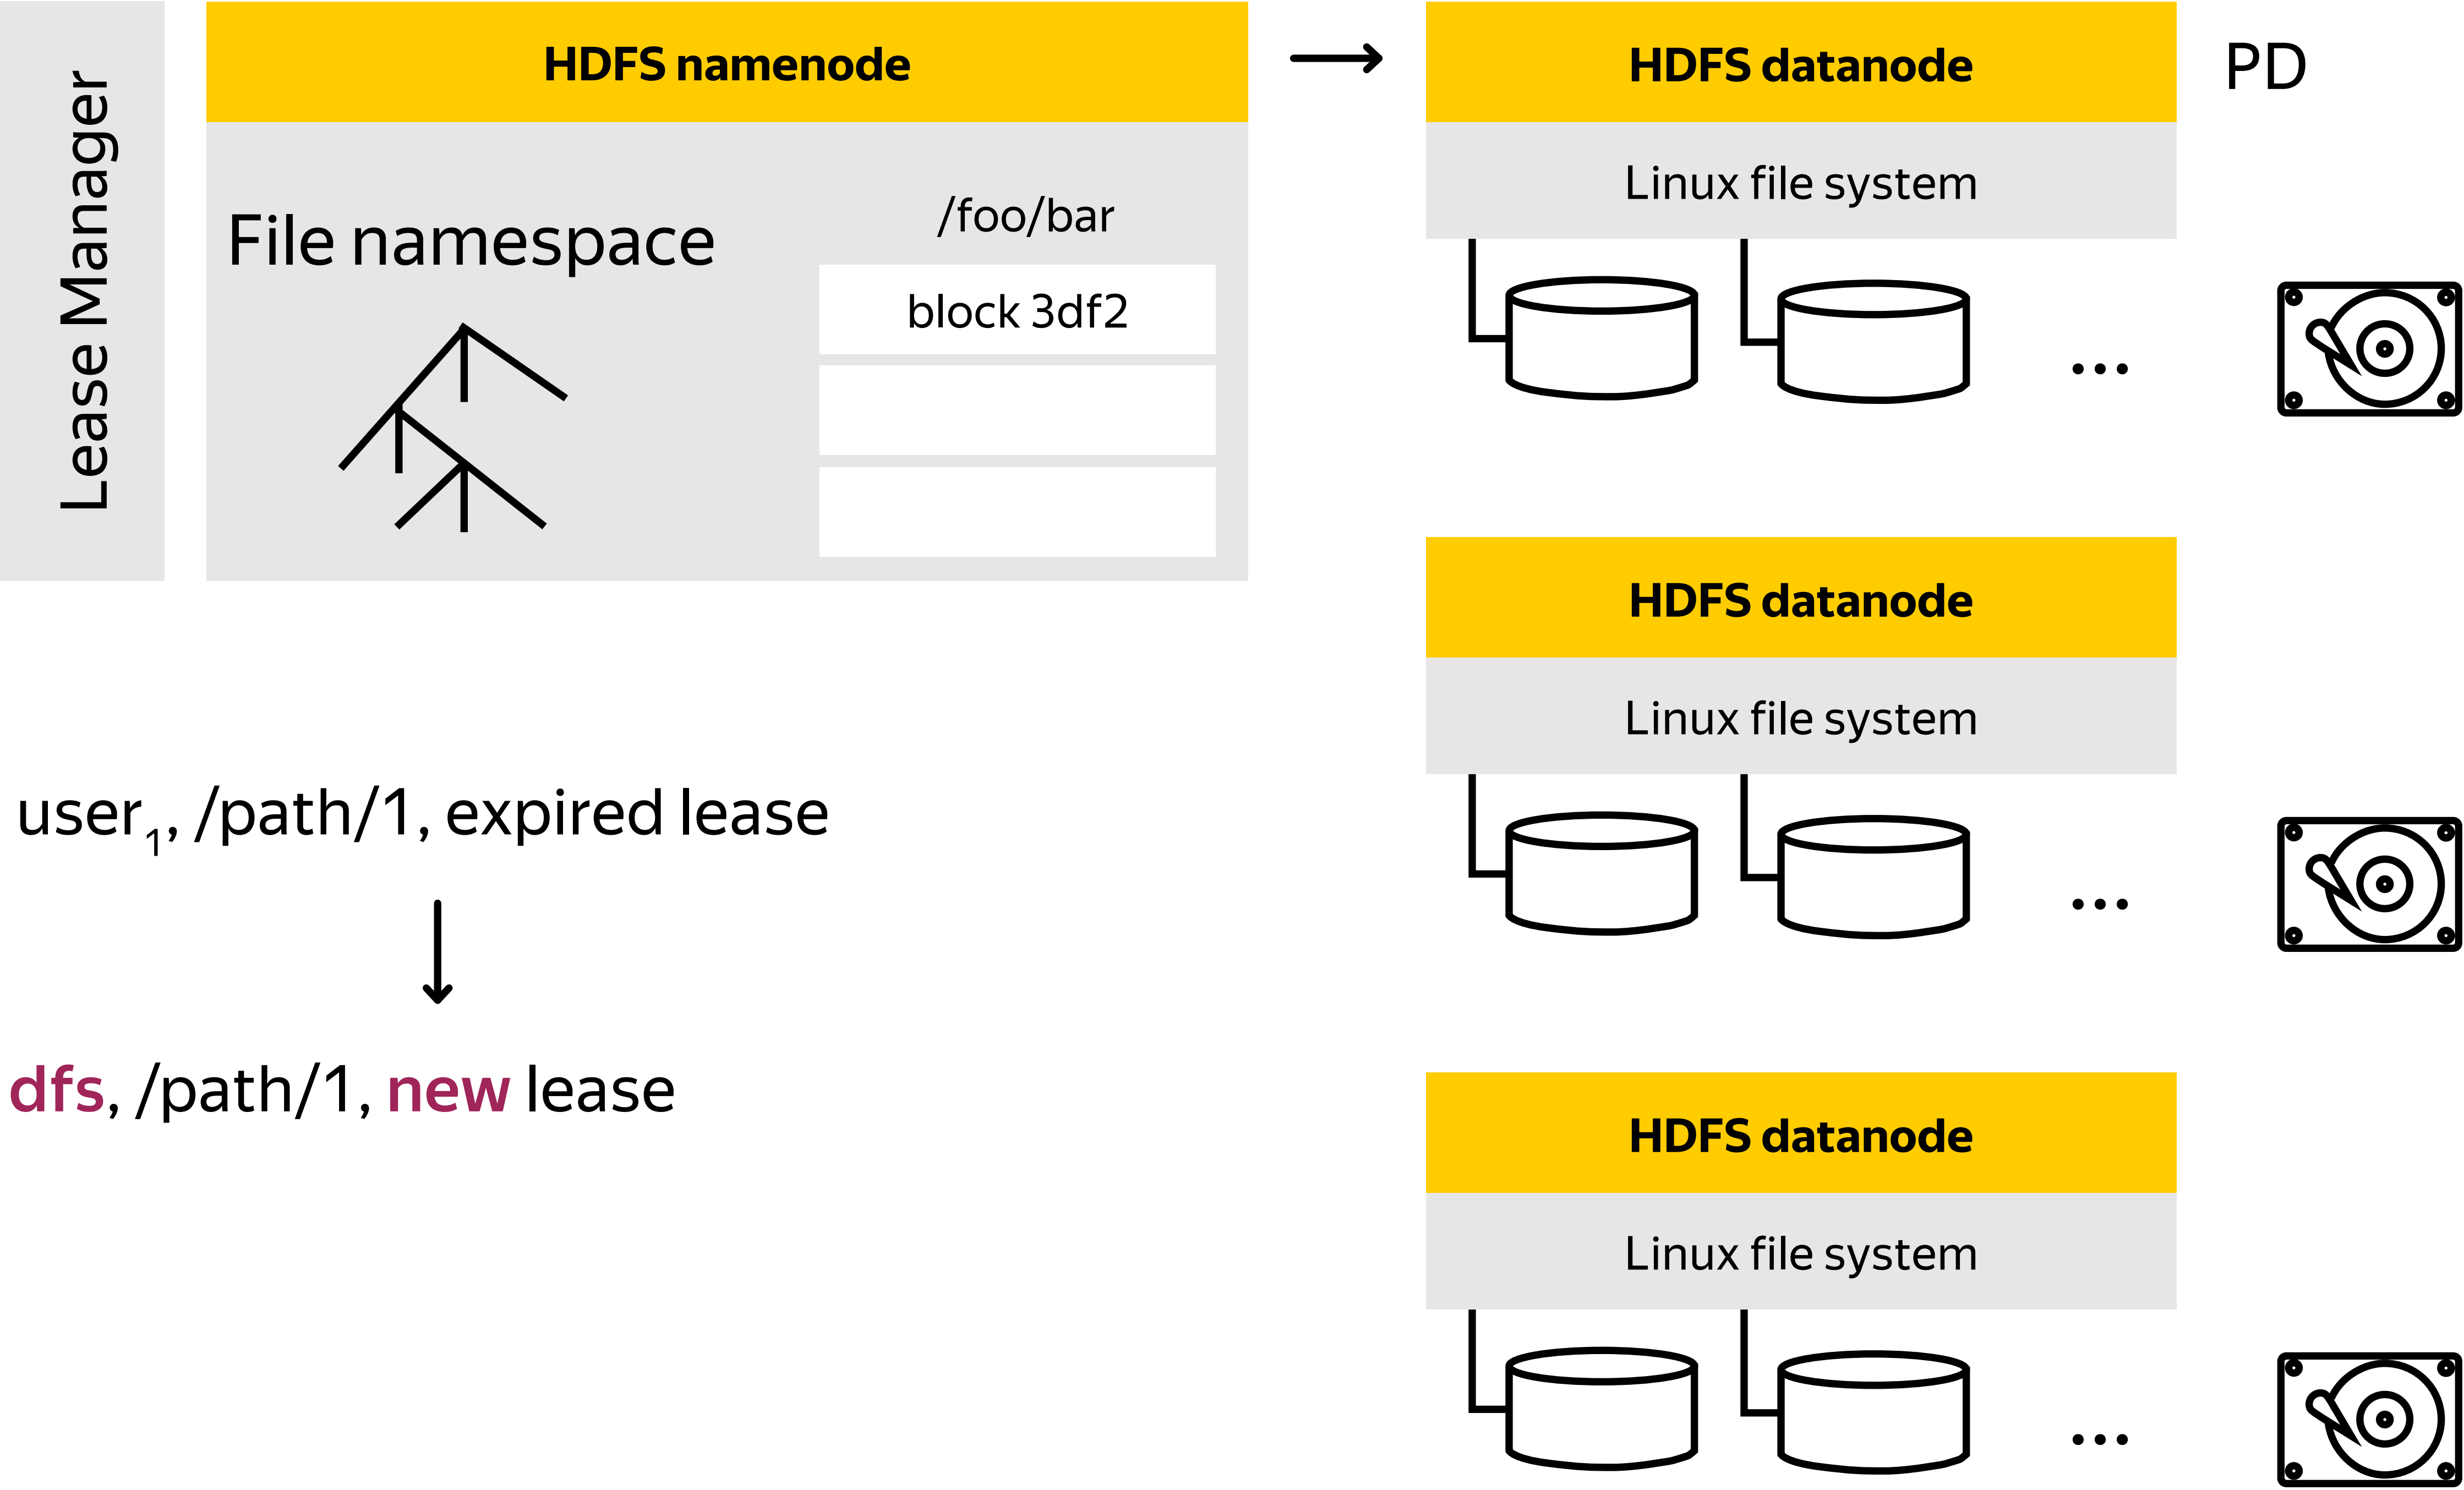 Lease Manager
HDFS namenode
File namespace
/foo/bar
block 3df2
HDFS datanode
PD
Linux file system
...
HDFS datanode
Linux file system
...
user₁, /path/1, expired lease
dfs, /path/1, new lease
HDFS datanode
Linux file system
...